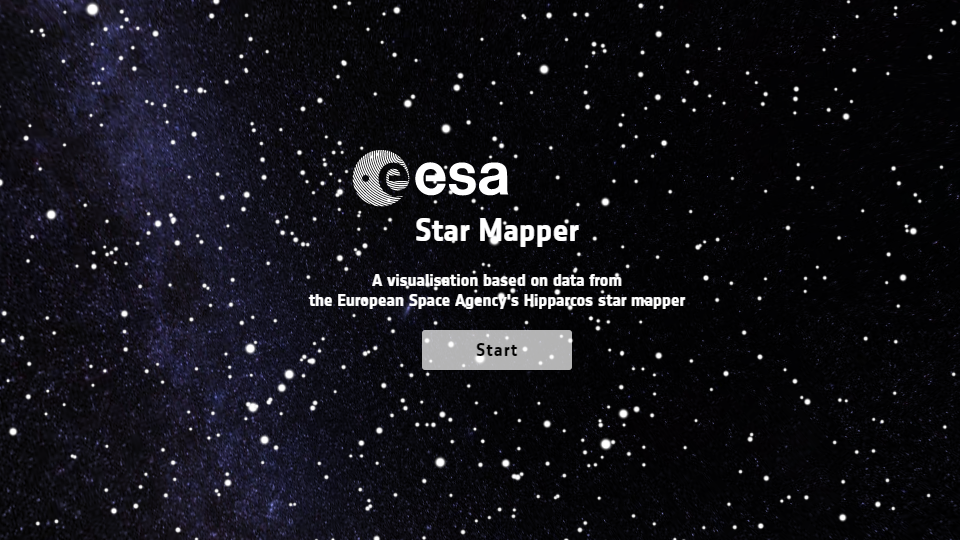 esa
Star Mapper
A visualisation based on data from
the European Space Agency's Hipparcos star mapper
Start